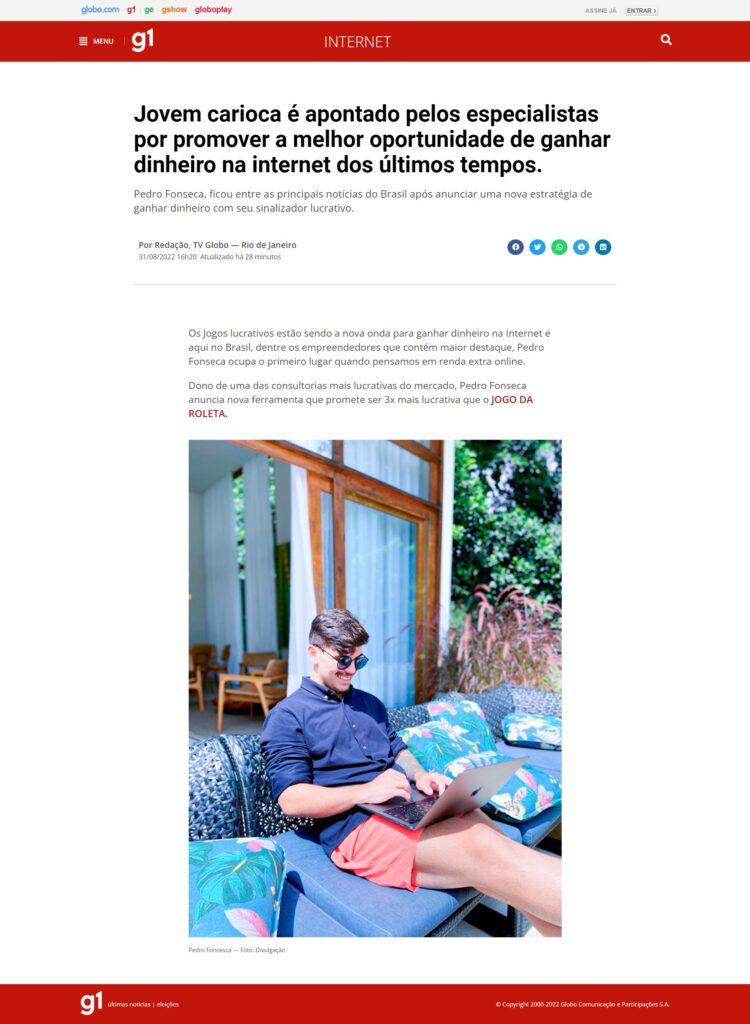 globo.com g1 ge gshow globoplay ASSINE JÁ ENTRAR ›
MENU g1 INTERNET
Jovem carioca é apontado pelos especialistas
por promover a melhor oportunidade de ganhar
dinheiro na internet dos últimos tempos.
Pedro Fonseca, ficou entre as principais notícias do Brasil após anunciar uma nova estratégia de
ganhar dinheiro com seu sinalizador lucrativo.
Por Redação, TV Globo — Rio de Janeiro
31/08/2022 16h20 Atualizado há 28 minutos
Os Jogos lucrativos estão sendo a nova onda para ganhar dinheiro na Internet e
aqui no Brasil, dentre os empreendedores que contém maior destaque, Pedro
Fonseca ocupa o primeiro lugar quando pensamos em renda extra online.
Dono de uma das consultorias mais lucrativas do mercado, Pedro Fonseca
anuncia nova ferramenta que promete ser 3x mais lucrativa que o JOGO DA
ROLETA.
Pedro Foncesca — Foto: Divulgação
g1 últimas notícias | eleições © Copyright 2000-2022 Globo Comunicação e Participações S.A.